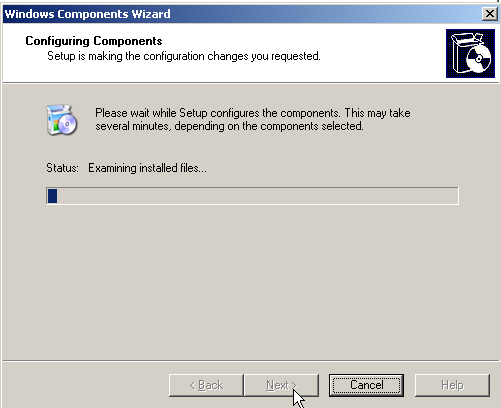 Windows Components Wizard
Configuring Components
Setup is making the configuration changes you requested.
Please wait while Setup configures the components. This may take
several minutes, depending on the components selected.
Status: Examining installed files...
< Back Next > Cancel Help